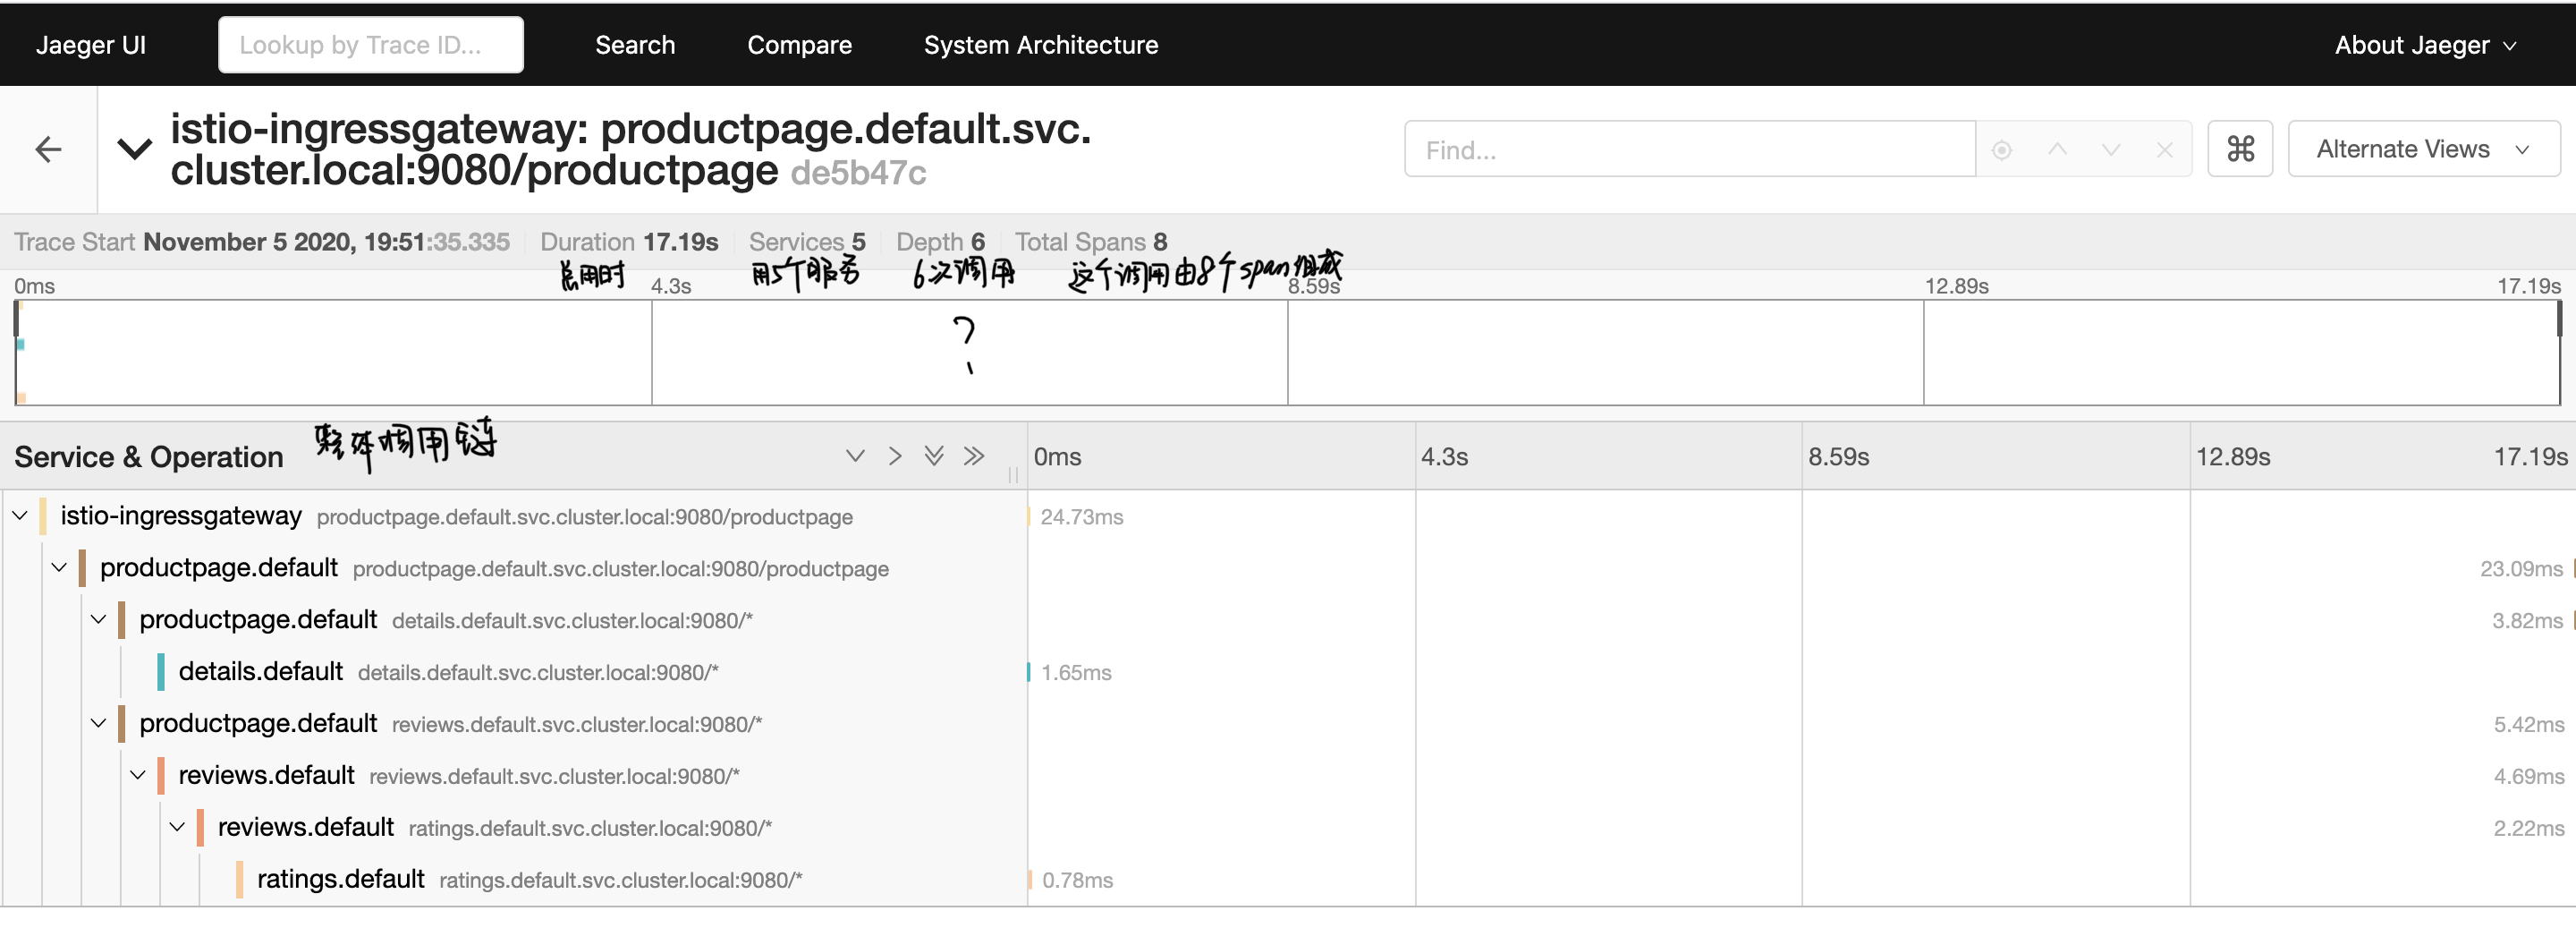 Jaeger UI Lookup by Trace ID... Search Compare System Architecture About Jaeger
istio-ingressgateway: productpage.default.svc.
cluster.local:9080/productpage de5b47c
Find... ⌘ Alternate Views
Trace Start November 5 2020, 19:51:35.335 Duration 17.19s Services 5 Depth 6 Total Spans 8
总用时 用5个服务 6次调用 这个调用由8个span组成
0ms 4.3s 8.59s 12.89s 17.19s
?
整体调用链
Service & Operation 0ms 4.3s 8.59s 12.89s 17.19s
istio-ingressgateway productpage.default.svc.cluster.local:9080/productpage 24.73ms
productpage.default productpage.default.svc.cluster.local:9080/productpage 23.09ms
productpage.default details.default.svc.cluster.local:9080/* 3.82ms
details.default details.default.svc.cluster.local:9080/* 1.65ms
productpage.default reviews.default.svc.cluster.local:9080/* 5.42ms
reviews.default reviews.default.svc.cluster.local:9080/* 4.69ms
reviews.default ratings.default.svc.cluster.local:9080/* 2.22ms
ratings.default ratings.default.svc.cluster.local:9080/* 0.78ms